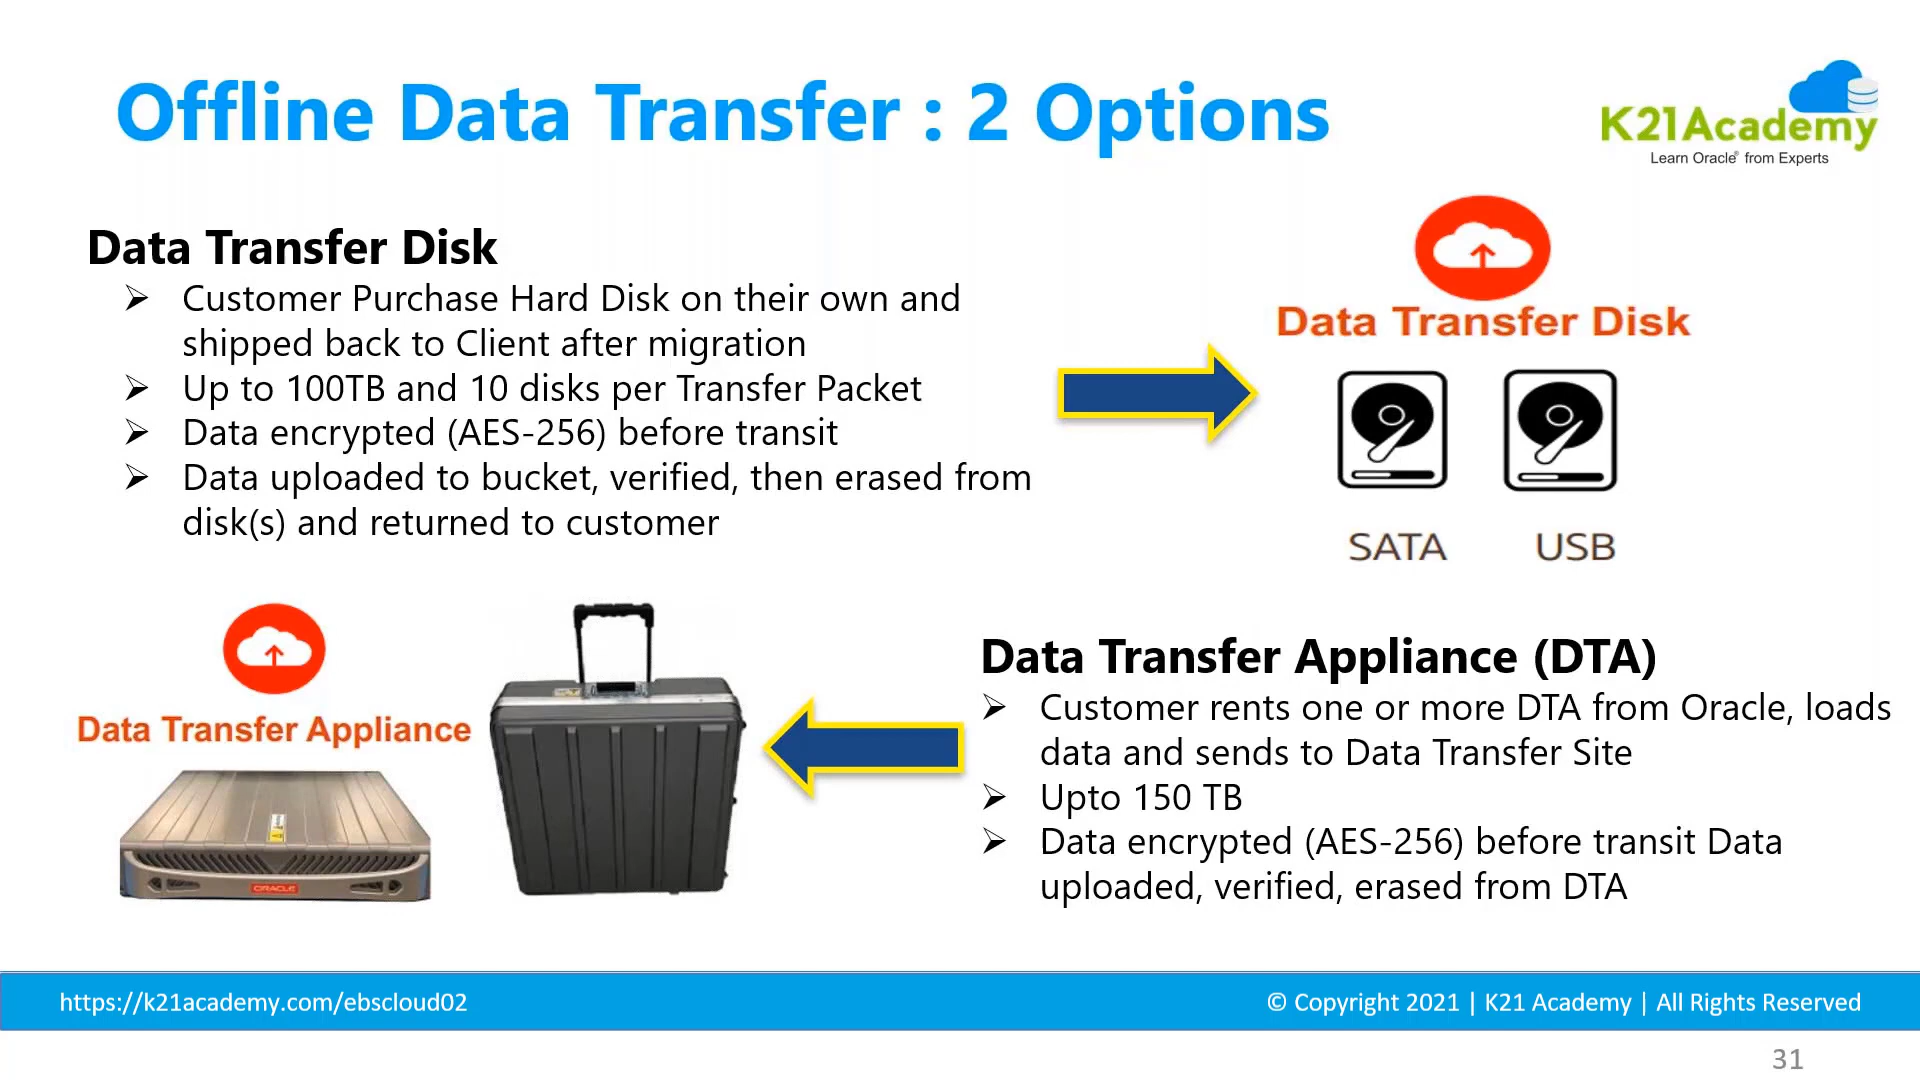 Offline Data Transfer : 2 Options
K21Academy
Learn Oracle® from Experts
Data Transfer Disk
➢ Customer Purchase Hard Disk on their own and
shipped back to Client after migration
➢ Up to 100TB and 10 disks per Transfer Packet
➢ Data encrypted (AES-256) before transit
➢ Data uploaded to bucket, verified, then erased from
disk(s) and returned to customer
Data Transfer Disk
SATA USB
Data Transfer Appliance
ORACLE
Data Transfer Appliance (DTA)
➢ Customer rents one or more DTA from Oracle, loads
data and sends to Data Transfer Site
➢ Upto 150 TB
➢ Data encrypted (AES-256) before transit Data
uploaded, verified, erased from DTA
https://k21academy.com/ebscloud02
© Copyright 2021 | K21 Academy | All Rights Reserved
31